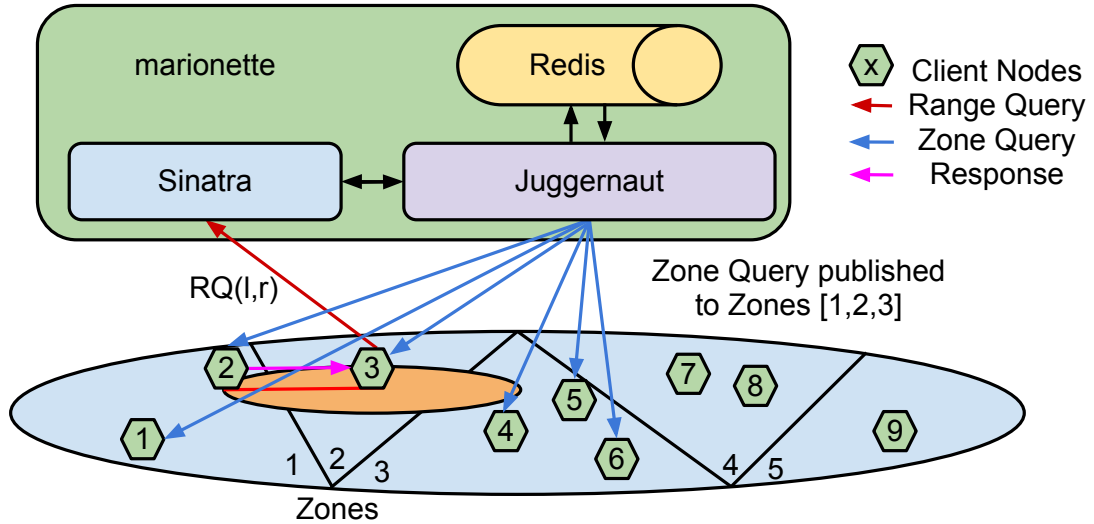 marionette
Redis
Sinatra
Juggernaut
x
Client Nodes
Range Query
Zone Query
Response
RQ(l,r)
Zone Query published
to Zones [1,2,3]
2
3
7
8
5
1
4
9
6
1
2
3
4
5
Zones